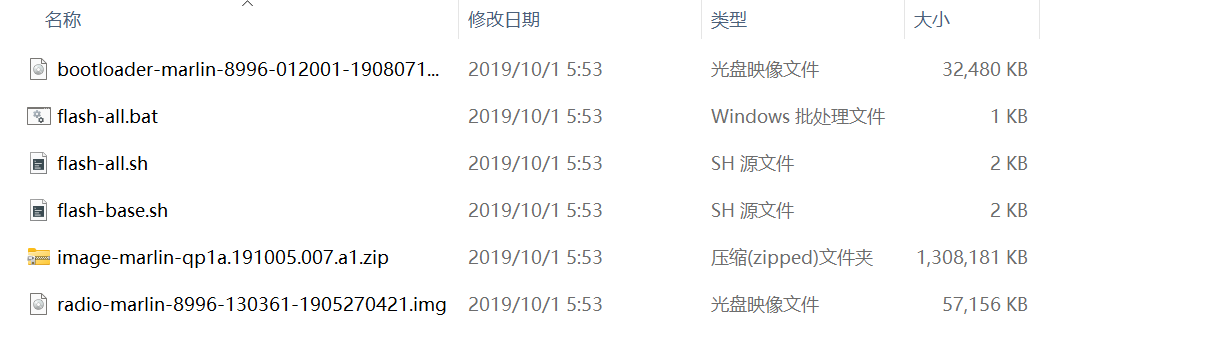 名称 修改日期 类型 大小
bootloader-marlin-8996-012001-1908071... 2019/10/1 5:53 光盘映像文件 32,480 KB
flash-all.bat 2019/10/1 5:53 Windows 批处理文件 1 KB
flash-all.sh 2019/10/1 5:53 SH 源文件 2 KB
flash-base.sh 2019/10/1 5:53 SH 源文件 2 KB
image-marlin-qp1a.191005.007.a1.zip 2019/10/1 5:53 压缩(zipped)文件夹 1,308,181 KB
radio-marlin-8996-130361-1905270421.img 2019/10/1 5:53 光盘映像文件 57,156 KB